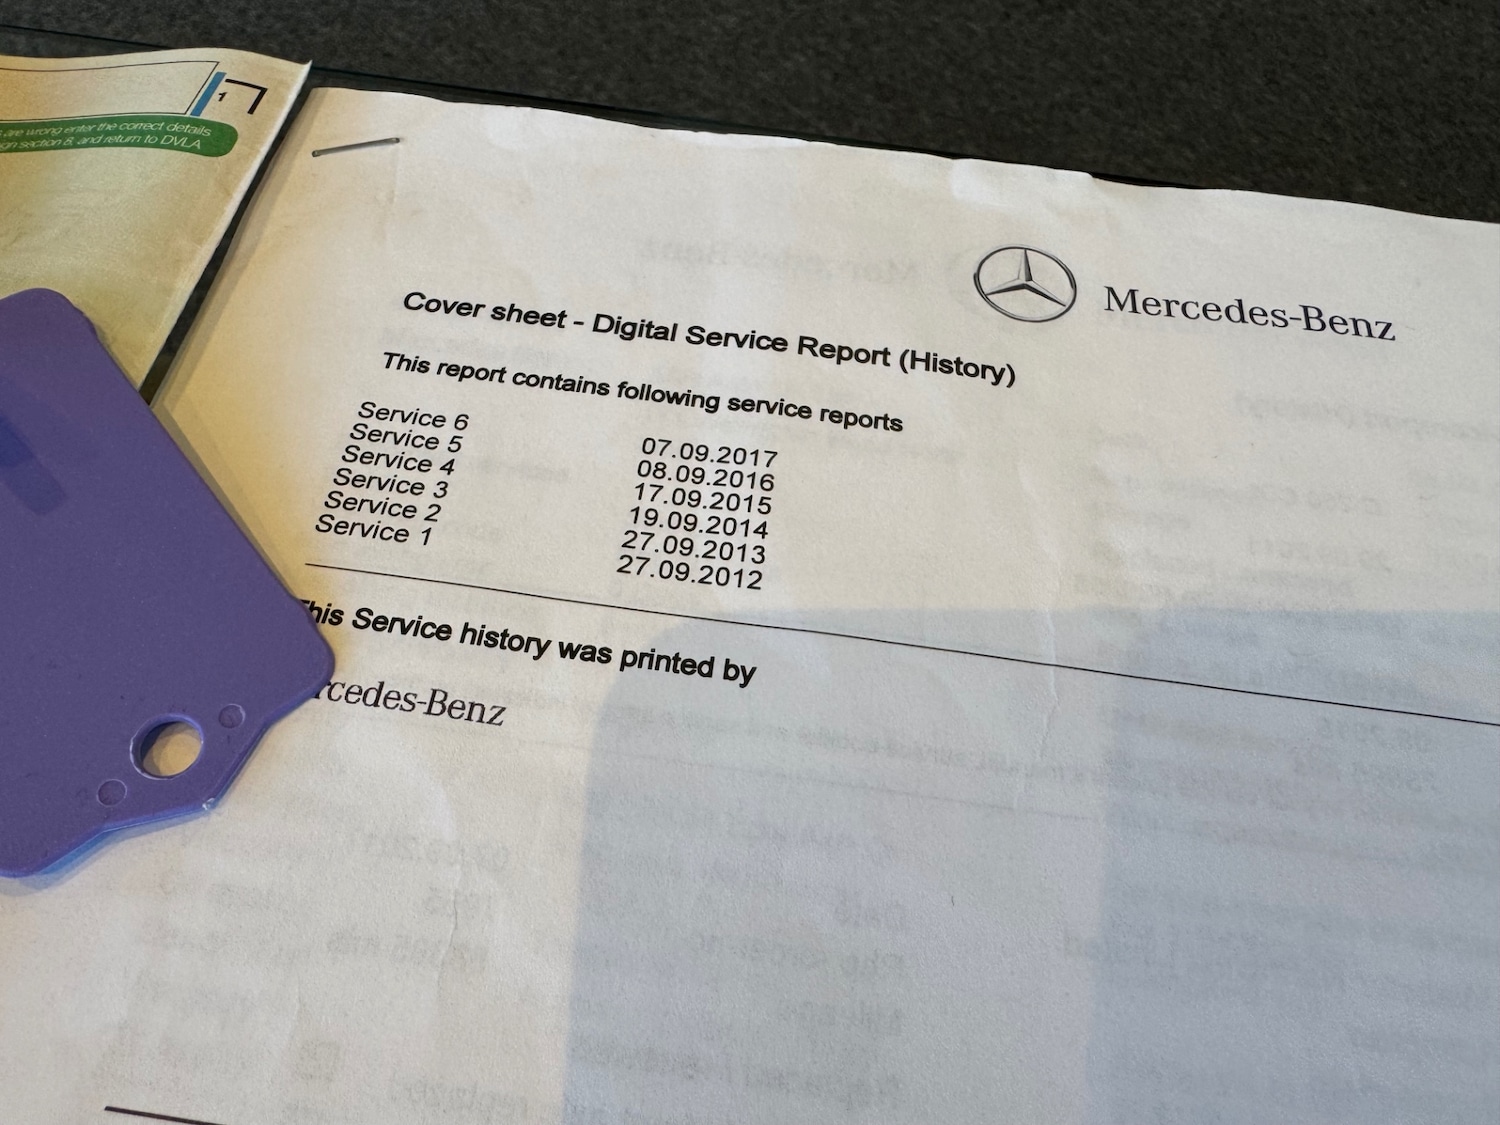 1
are wrong enter the correct details
gn section 8, and return to DVLA
Mercedes-Benz
Cover sheet - Digital Service Report (History)
This report contains following service reports
Service 6 07.09.2017
Service 5 08.09.2016
Service 4 17.09.2015
Service 3 19.09.2014
Service 2 27.09.2013
Service 1 27.09.2012
This Service history was printed by
rcedes-Benz